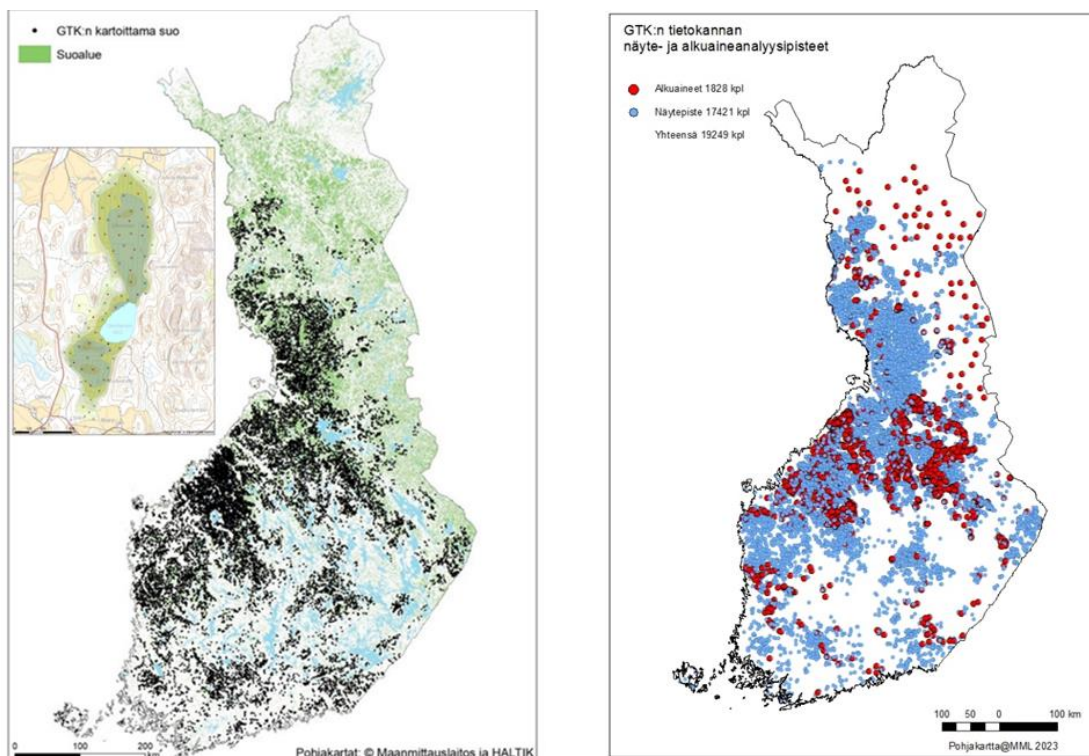 GTK:n kartoittama suo
Suoalue
0 100 200
Pohjakartat: © Maanmittauslaitos ja HALTIK
GTK:n tietokannan
näyte- ja alkuaineanalyysipisteet
Alkuaineet 1828 kpl
Näytepiste 17421 kpl
Yhteensä 19249 kpl
100 50 0 100 km
Pohjakartta@MML 2023